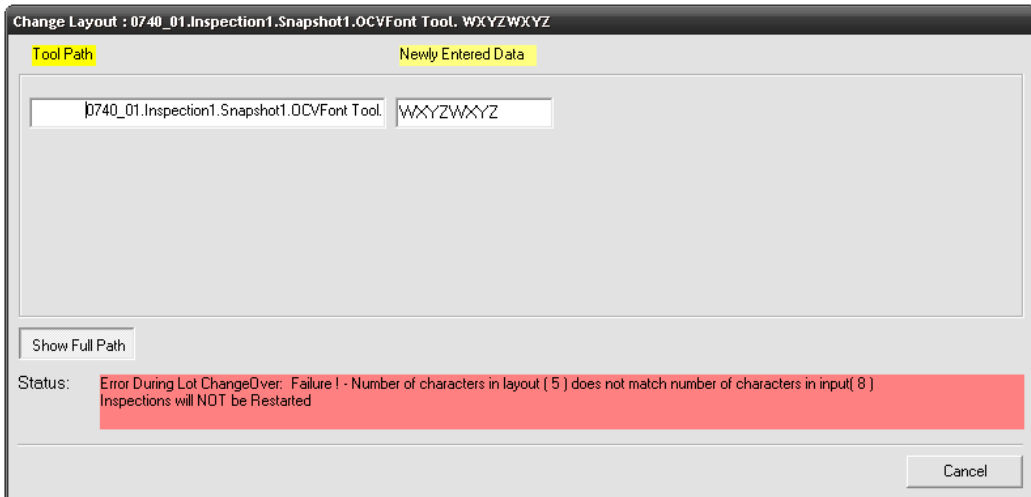 Change Layout : 0740_01.Inspection1.Snapshot1.OCVFont Tool. WXYZWXYZ
Tool Path Newly Entered Data
0740_01.Inspection1.Snapshot1.OCVFont Tool. WXYZWXYZ
Show Full Path
Status: Error During Lot ChangeOver: Failure ! - Number of characters in layout ( 5 ) does not match number of characters in input( 8 )
Inspections will NOT be Restarted
Cancel